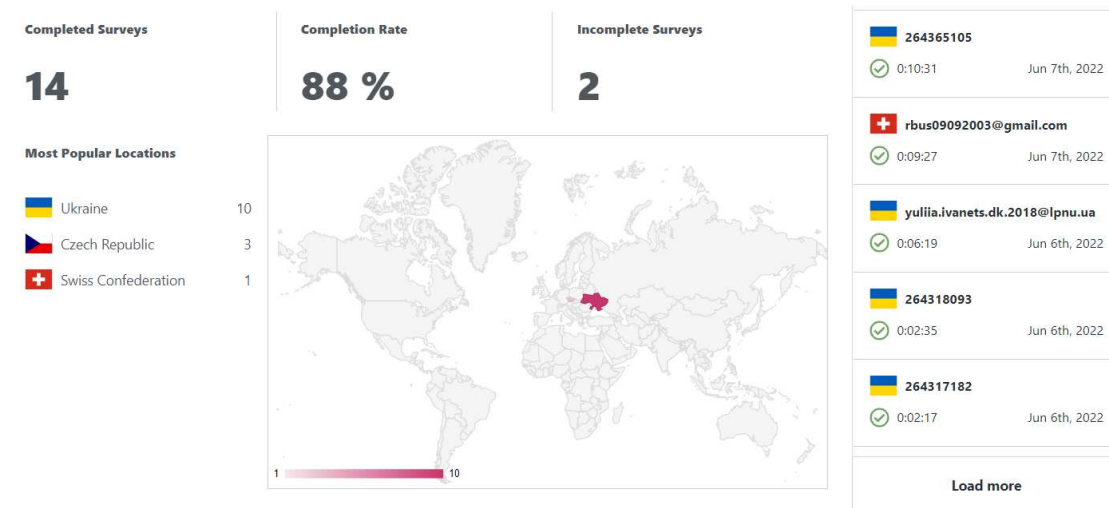 Completed Surveys
14
Completion Rate
88 %
Incomplete Surveys
2
Most Popular Locations
Ukraine 10
Czech Republic 3
Swiss Confederation 1
1 10
264365105
0:10:31 Jun 7th, 2022
rbus09092003@gmail.com
0:09:27 Jun 7th, 2022
yuliia.ivanets.dk.2018@lpnu.ua
0:06:19 Jun 6th, 2022
264318093
0:02:35 Jun 6th, 2022
264317182
0:02:17 Jun 6th, 2022
Load more